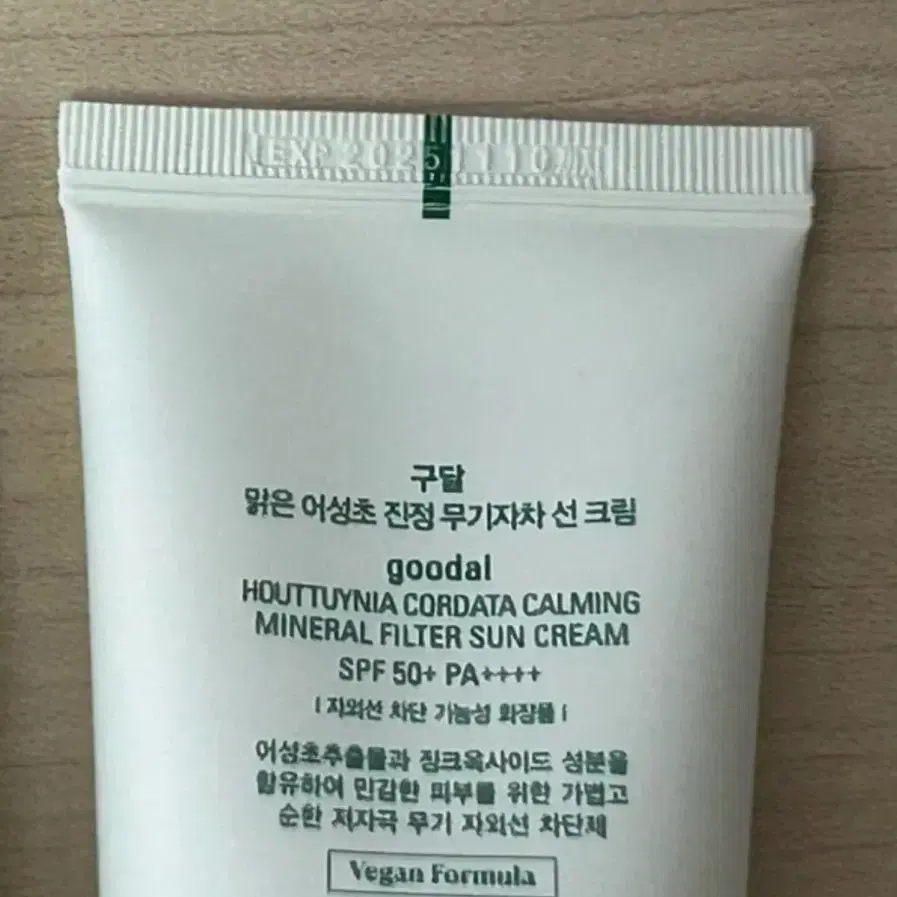 EXP 2025
구달
맑은 어성초 진정 무기자차 선 크림
goodal
HOUTTUYNIA CORDATA CALMING
MINERAL FILTER SUN CREAM
SPF 50+ PA++++
| 자외선 차단 기능성 화장품 |
어성초추출물과 징크옥사이드 성분을
함유하여 민감한 피부를 위한 가볍고
순한 저자극 무기 자외선 차단제
Vegan Formula